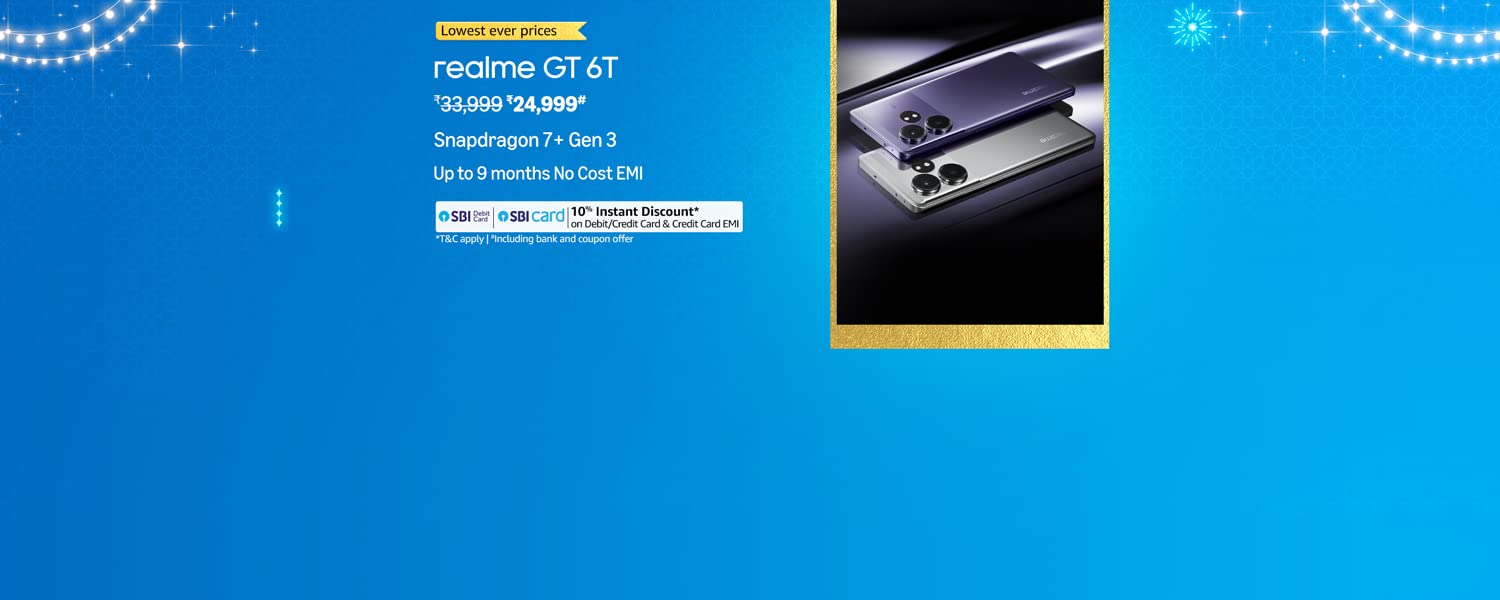 Lowest ever prices
realme GT 6T
₹33,999 ₹24,999#
Snapdragon 7+ Gen 3
Up to 9 months No Cost EMI
SBI Debit Card | SBI card | 10% Instant Discount*
on Debit/Credit Card & Credit Card EMI
*T&C apply | #Including bank and coupon offer
realme
realme